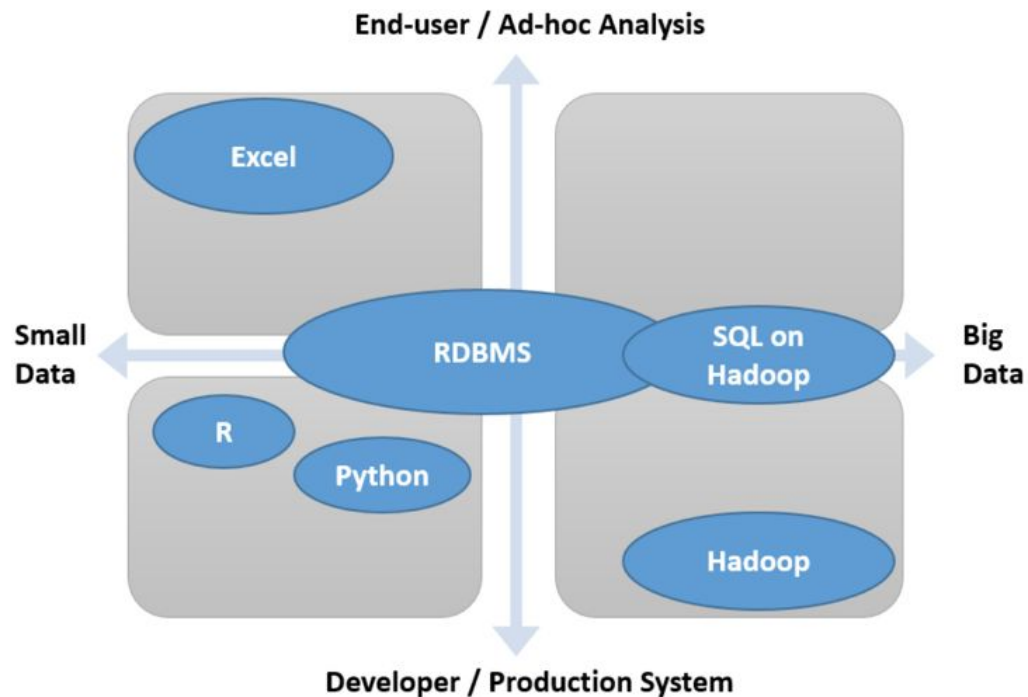 End-user / Ad-hoc Analysis
Excel
Small
Data
RDBMS
SQL on
Hadoop
Big
Data
R
Python
Hadoop
Developer / Production System